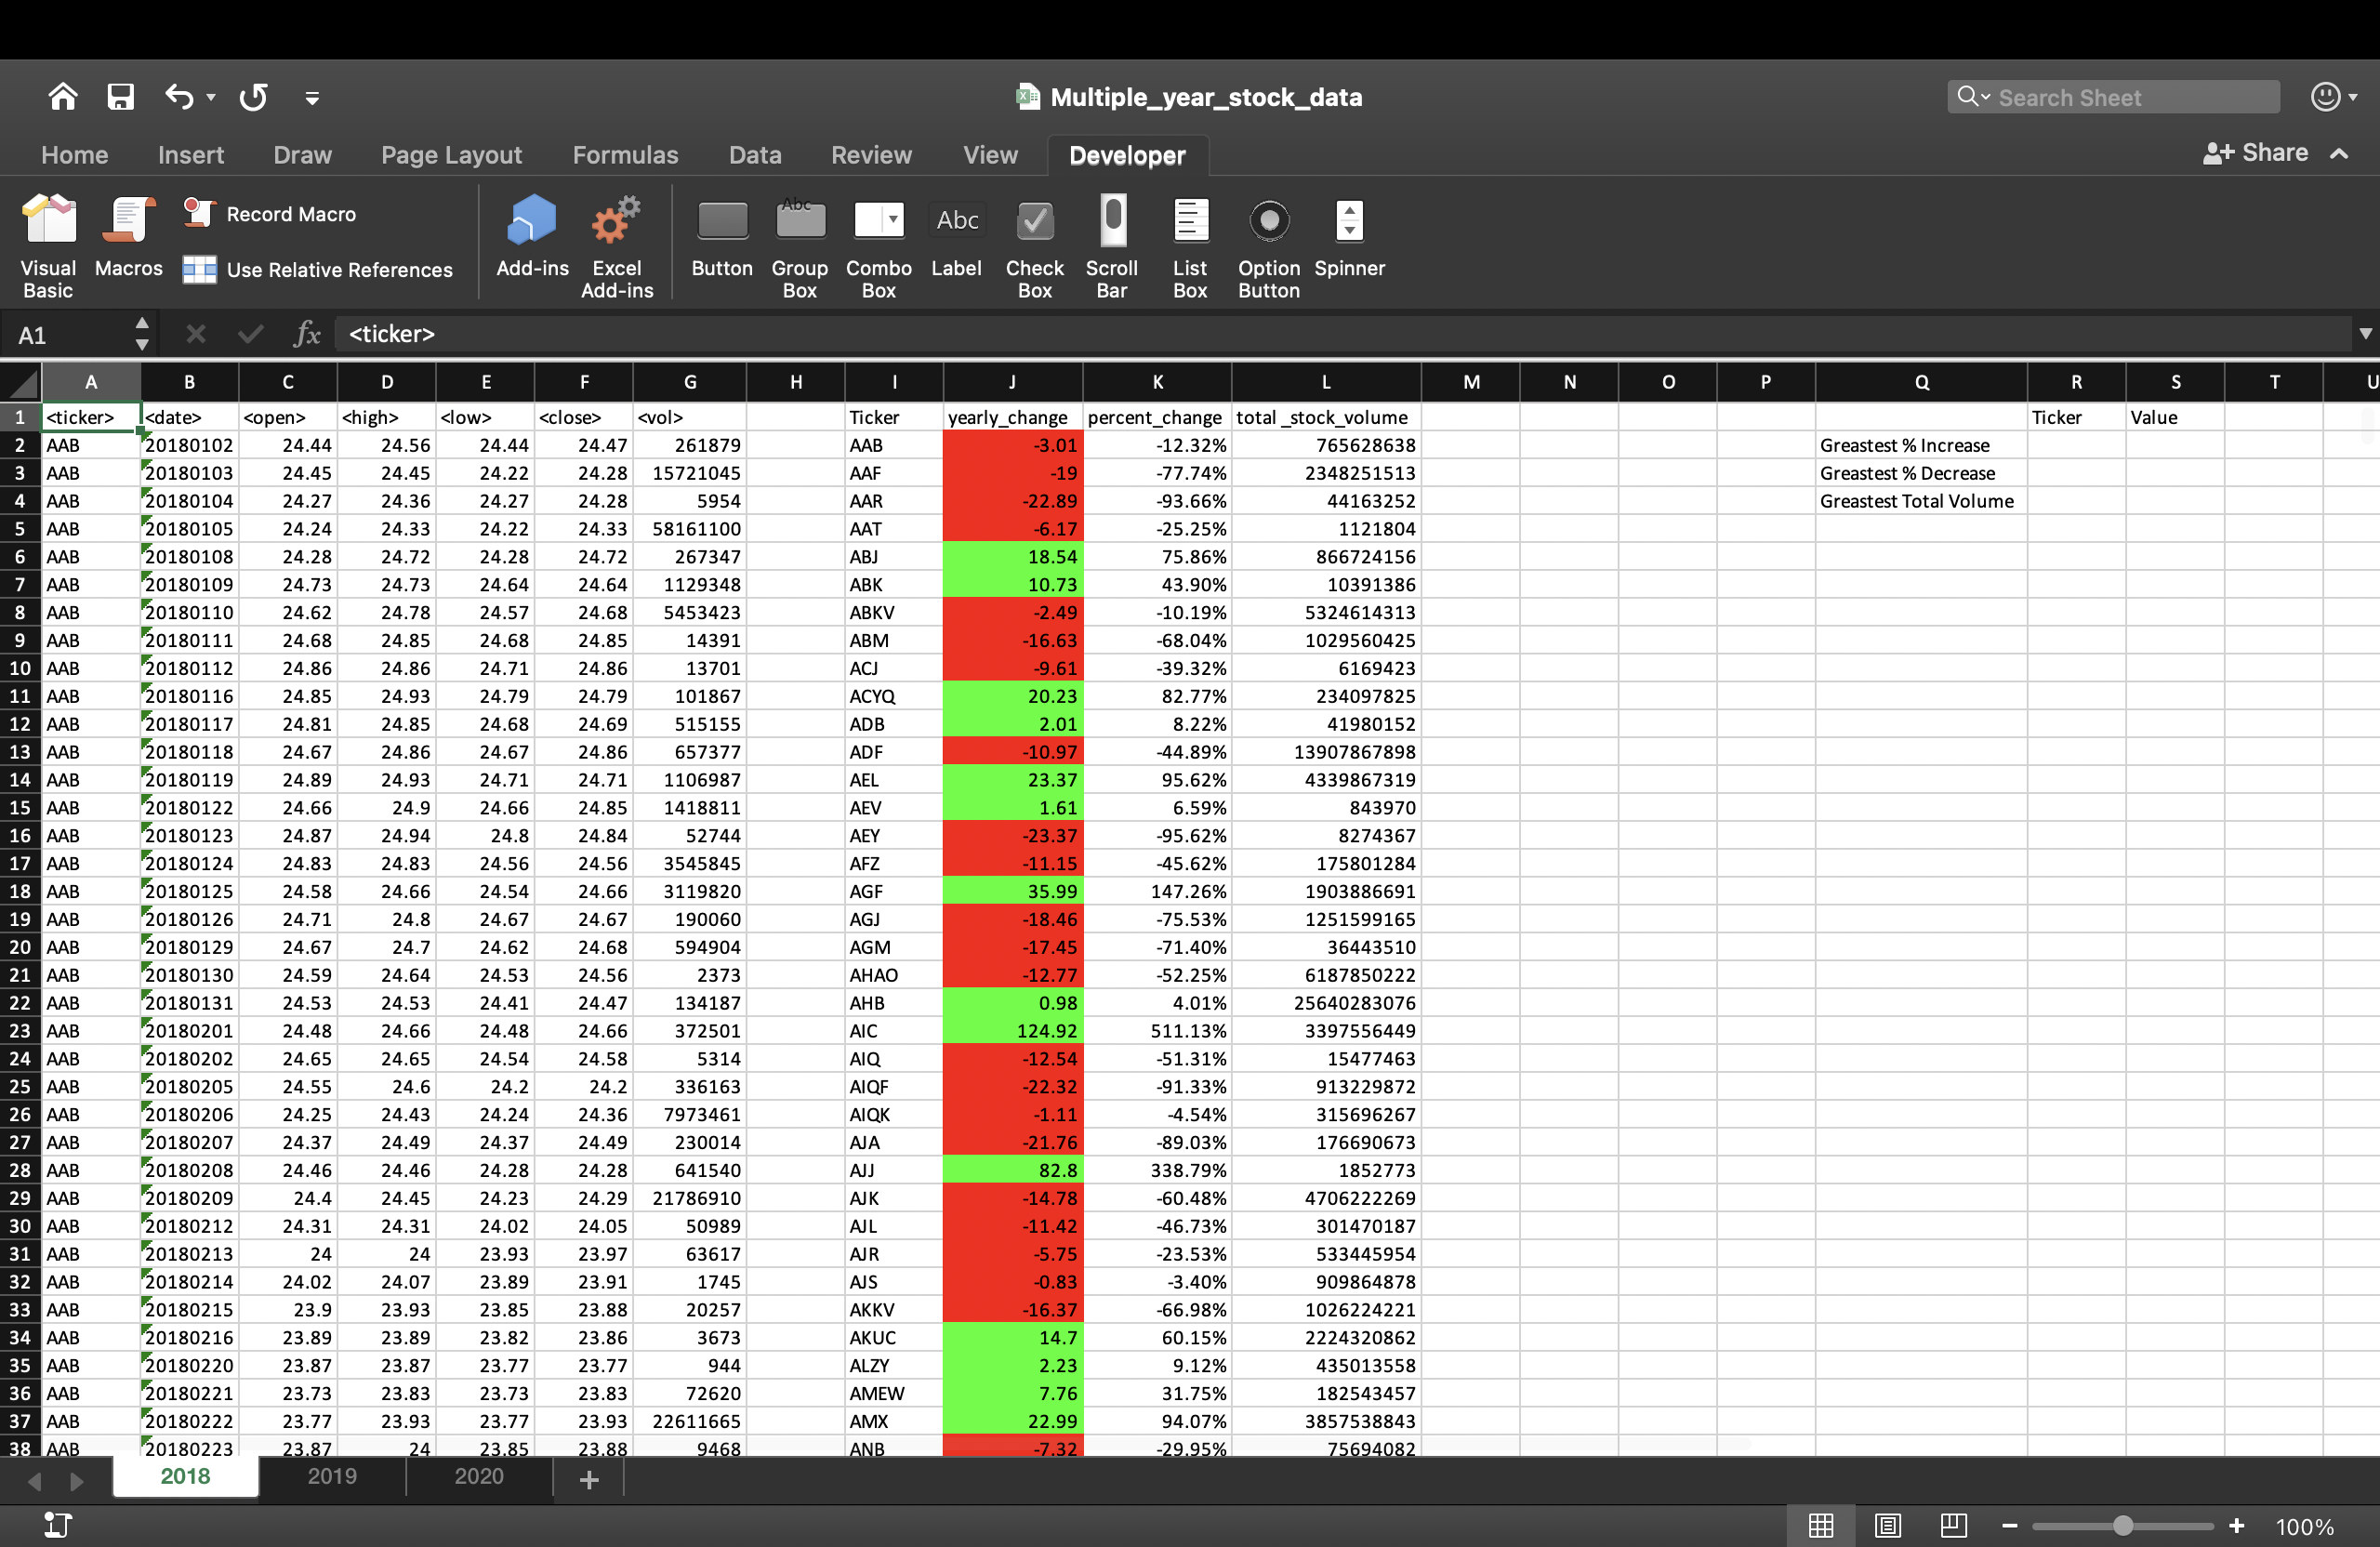 Multiple_year_stock_data
Search Sheet
Home Insert Draw Page Layout Formulas Data Review View Developer Share
Visual Basic Macros Record Macro Use Relative References Add-ins Excel Add-ins Button Group Box Combo Box Label Check Box Scroll Bar List Box Option Button Spinner
Abc Abc
A1 fx <ticker>
A B C D E F G H I J K L M N O P Q R S T U
1 <ticker> <date> <open> <high> <low> <close> <vol> Ticker yearly_change percent_change total _stock_volume Ticker Value
2 AAB 20180102 24.44 24.56 24.44 24.47 261879 AAB -3.01 -12.32% 765628638 Greastest % Increase
3 AAB 20180103 24.45 24.45 24.22 24.28 15721045 AAF -19 -77.74% 2348251513 Greastest % Decrease
4 AAB 20180104 24.27 24.36 24.27 24.28 5954 AAR -22.89 -93.66% 44163252 Greastest Total Volume
5 AAB 20180105 24.24 24.33 24.22 24.33 58161100 AAT -6.17 -25.25% 1121804
6 AAB 20180108 24.28 24.72 24.28 24.72 267347 ABJ 18.54 75.86% 866724156
7 AAB 20180109 24.73 24.73 24.64 24.64 1129348 ABK 10.73 43.90% 10391386
8 AAB 20180110 24.62 24.78 24.57 24.68 5453423 ABKV -2.49 -10.19% 5324614313
9 AAB 20180111 24.68 24.85 24.68 24.85 14391 ABM -16.63 -68.04% 1029560425
10 AAB 20180112 24.86 24.86 24.71 24.86 13701 ACJ -9.61 -39.32% 6169423
11 AAB 20180116 24.85 24.93 24.79 24.79 101867 ACYQ 20.23 82.77% 234097825
12 AAB 20180117 24.81 24.85 24.68 24.69 515155 ADB 2.01 8.22% 41980152
13 AAB 20180118 24.67 24.86 24.67 24.86 657377 ADF -10.97 -44.89% 13907867898
14 AAB 20180119 24.89 24.93 24.71 24.71 1106987 AEL 23.37 95.62% 4339867319
15 AAB 20180122 24.66 24.9 24.66 24.85 1418811 AEV 1.61 6.59% 843970
16 AAB 20180123 24.87 24.94 24.8 24.84 52744 AEY -23.37 -95.62% 8274367
17 AAB 20180124 24.83 24.83 24.56 24.56 3545845 AFZ -11.15 -45.62% 175801284
18 AAB 20180125 24.58 24.66 24.54 24.66 3119820 AGF 35.99 147.26% 1903886691
19 AAB 20180126 24.71 24.8 24.67 24.67 190060 AGJ -18.46 -75.53% 1251599165
20 AAB 20180129 24.67 24.7 24.62 24.68 594904 AGM -17.45 -71.40% 36443510
21 AAB 20180130 24.59 24.64 24.53 24.56 2373 AHAO -12.77 -52.25% 6187850222
22 AAB 20180131 24.53 24.53 24.41 24.47 134187 AHB 0.98 4.01% 25640283076
23 AAB 20180201 24.48 24.66 24.48 24.66 372501 AIC 124.92 511.13% 3397556449
24 AAB 20180202 24.65 24.65 24.54 24.58 5314 AIQ -12.54 -51.31% 15477463
25 AAB 20180205 24.55 24.6 24.2 24.2 336163 AIQF -22.32 -91.33% 913229872
26 AAB 20180206 24.25 24.43 24.24 24.36 7973461 AIQK -1.11 -4.54% 315696267
27 AAB 20180207 24.37 24.49 24.37 24.49 230014 AJA -21.76 -89.03% 176690673
28 AAB 20180208 24.46 24.46 24.28 24.28 641540 AJJ 82.8 338.79% 1852773
29 AAB 20180209 24.4 24.45 24.23 24.29 21786910 AJK -14.78 -60.48% 4706222269
30 AAB 20180212 24.31 24.31 24.02 24.05 50989 AJL -11.42 -46.73% 301470187
31 AAB 20180213 24 24 23.93 23.97 63617 AJR -5.75 -23.53% 533445954
32 AAB 20180214 24.02 24.07 23.89 23.91 1745 AJS -0.83 -3.40% 909864878
33 AAB 20180215 23.9 23.93 23.85 23.88 20257 AKKV -16.37 -66.98% 1026224221
34 AAB 20180216 23.89 23.89 23.82 23.86 3673 AKUC 14.7 60.15% 2224320862
35 AAB 20180220 23.87 23.87 23.77 23.77 944 ALZY 2.23 9.12% 435013558
36 AAB 20180221 23.73 23.83 23.73 23.83 72620 AMEW 7.76 31.75% 182543457
37 AAB 20180222 23.77 23.93 23.77 23.93 22611665 AMX 22.99 94.07% 3857538843
38 AAB 20180223 23.87 24 23.85 23.88 9468 ANB -7.32 -29.95% 75694082
2018 2019 2020 +
100%